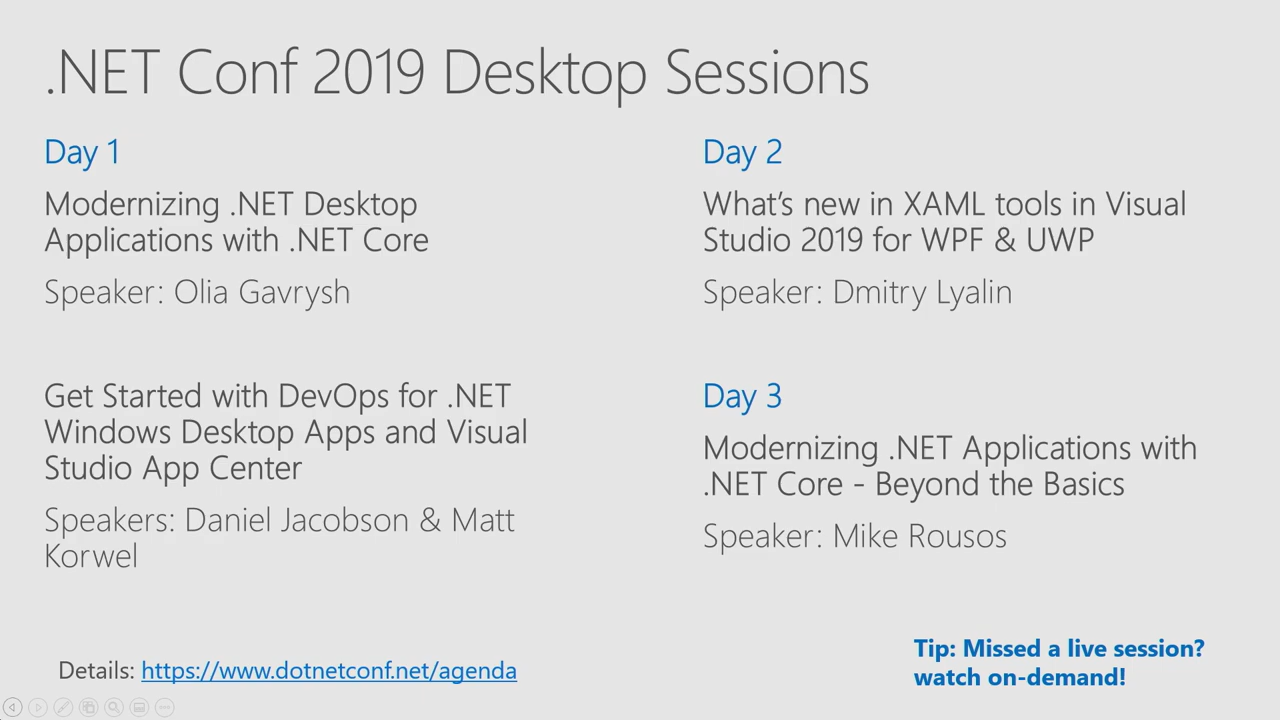 .NET Conf 2019 Desktop Sessions
Day 1
Modernizing .NET Desktop
Applications with .NET Core
Speaker: Olia Gavrysh
Get Started with DevOps for .NET
Windows Desktop Apps and Visual
Studio App Center
Speakers: Daniel Jacobson & Matt
Korwel
Day 2
What's new in XAML tools in Visual
Studio 2019 for WPF & UWP
Speaker: Dmitry Lyalin
Day 3
Modernizing .NET Applications with
.NET Core - Beyond the Basics
Speaker: Mike Rousos
Details: https://www.dotnetconf.net/agenda
Tip: Missed a live session?
watch on-demand!